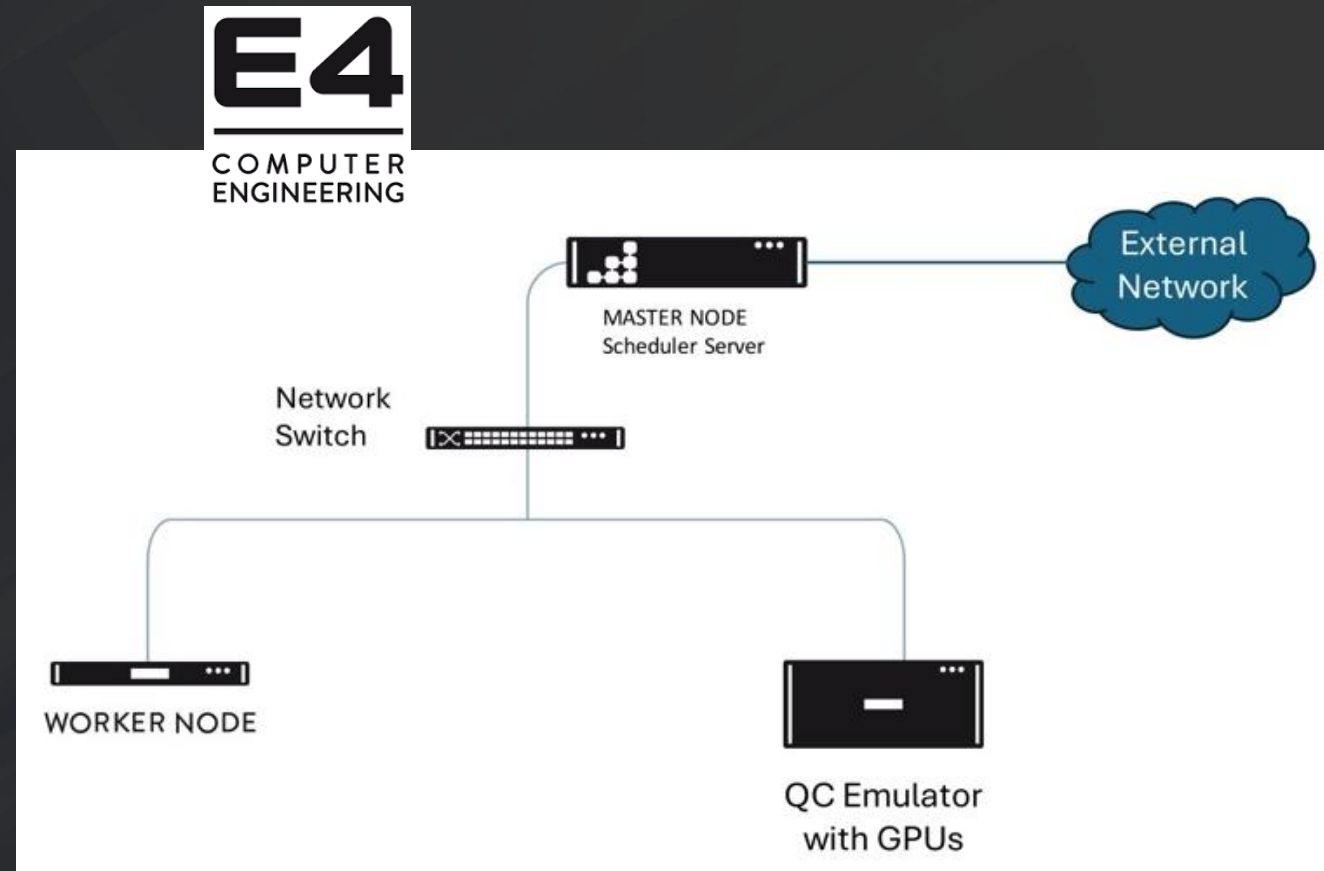 E4
COMPUTER
ENGINEERING
External
Network
MASTER NODE
Scheduler Server
Network
Switch
WORKER NODE
QC Emulator
with GPUs